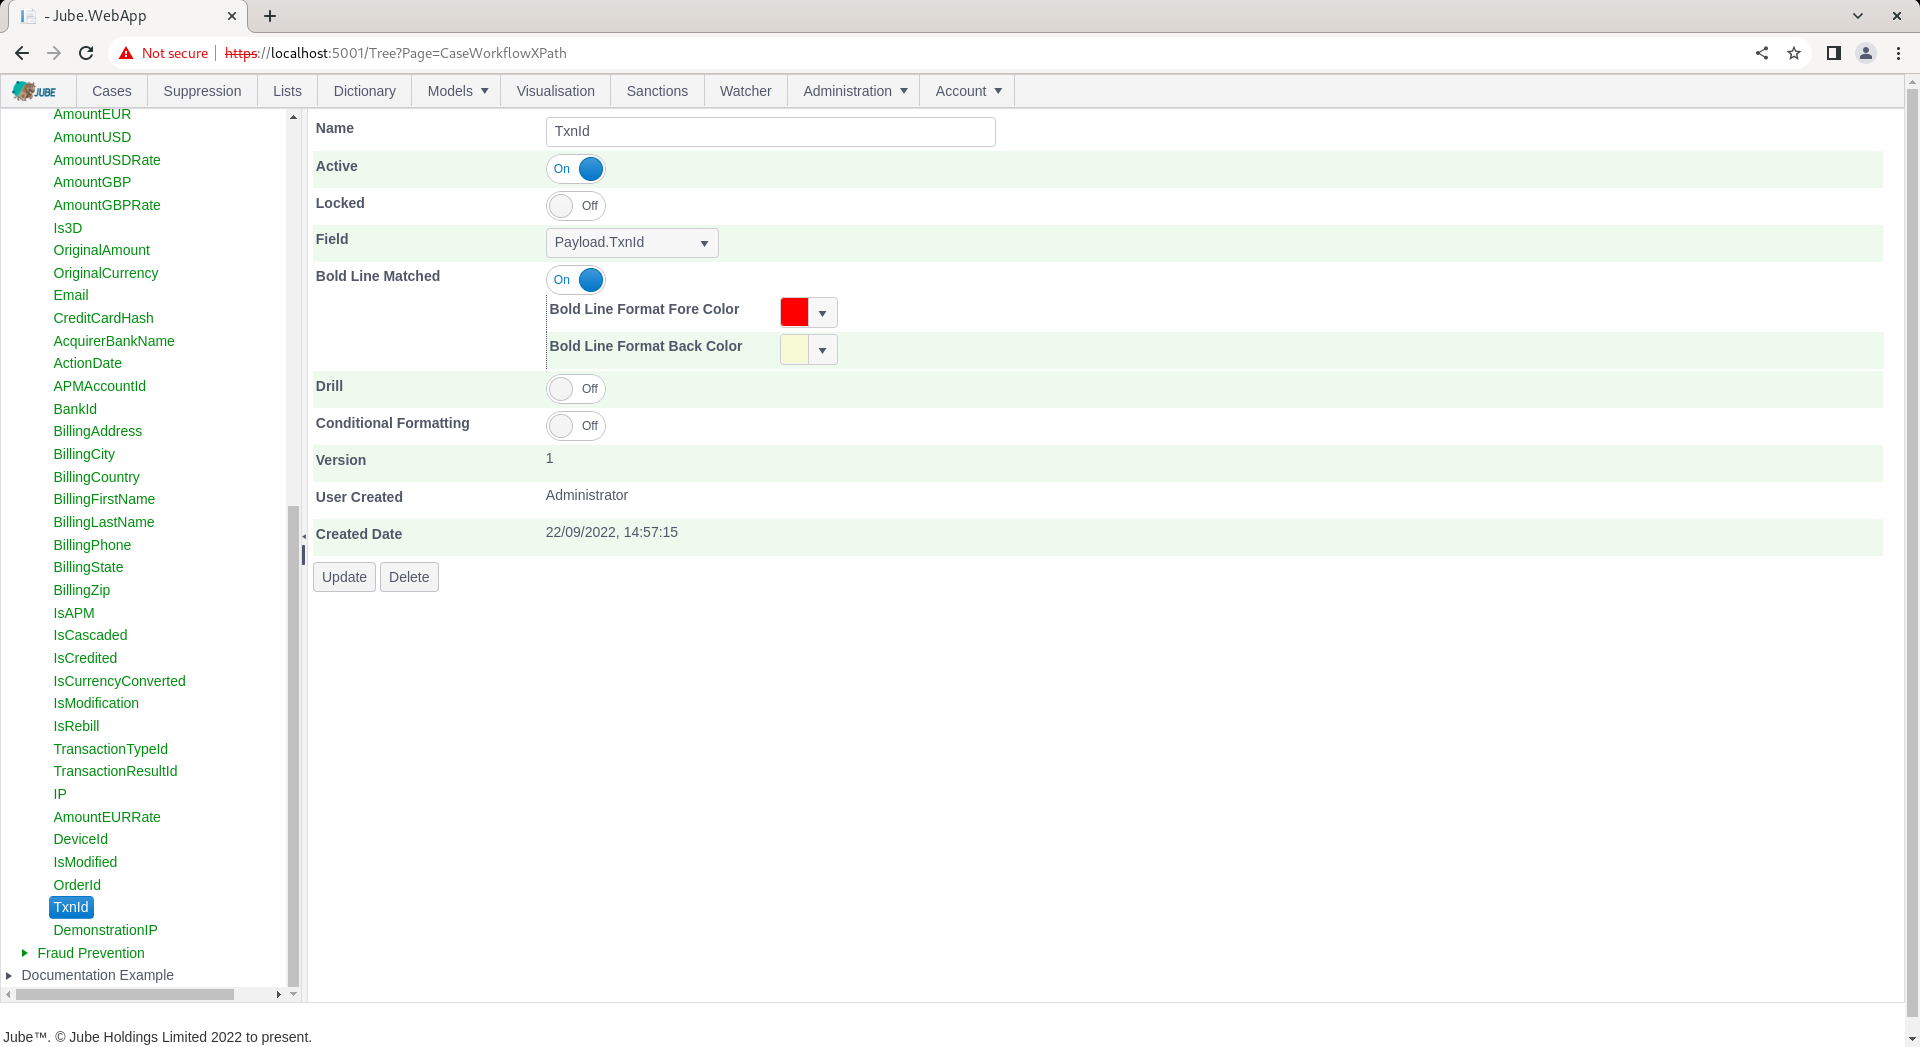 - Jube.WebApp
Not secure https://localhost:5001/Tree?Page=CaseWorkflowXPath
JUBE Cases Suppression Lists Dictionary Models Visualisation Sanctions Watcher Administration Account
AmountEUR
AmountUSD
AmountUSDRate
AmountGBP
AmountGBPRate
Is3D
OriginalAmount
OriginalCurrency
Email
CreditCardHash
AcquirerBankName
ActionDate
APMAccountId
BankId
BillingAddress
BillingCity
BillingCountry
BillingFirstName
BillingLastName
BillingPhone
BillingState
BillingZip
IsAPM
IsCascaded
IsCredited
IsCurrencyConverted
IsModification
IsRebill
TransactionTypeId
TransactionResultId
IP
AmountEURRate
DeviceId
IsModified
OrderId
TxnId
DemonstrationIP
Fraud Prevention
Documentation Example
Name TxnId
Active On
Locked Off
Field Payload.TxnId
Bold Line Matched On
Bold Line Format Fore Color
Bold Line Format Back Color
Drill Off
Conditional Formatting Off
Version 1
User Created Administrator
Created Date 22/09/2022, 14:57:15
Update Delete
Jube™. © Jube Holdings Limited 2022 to present.